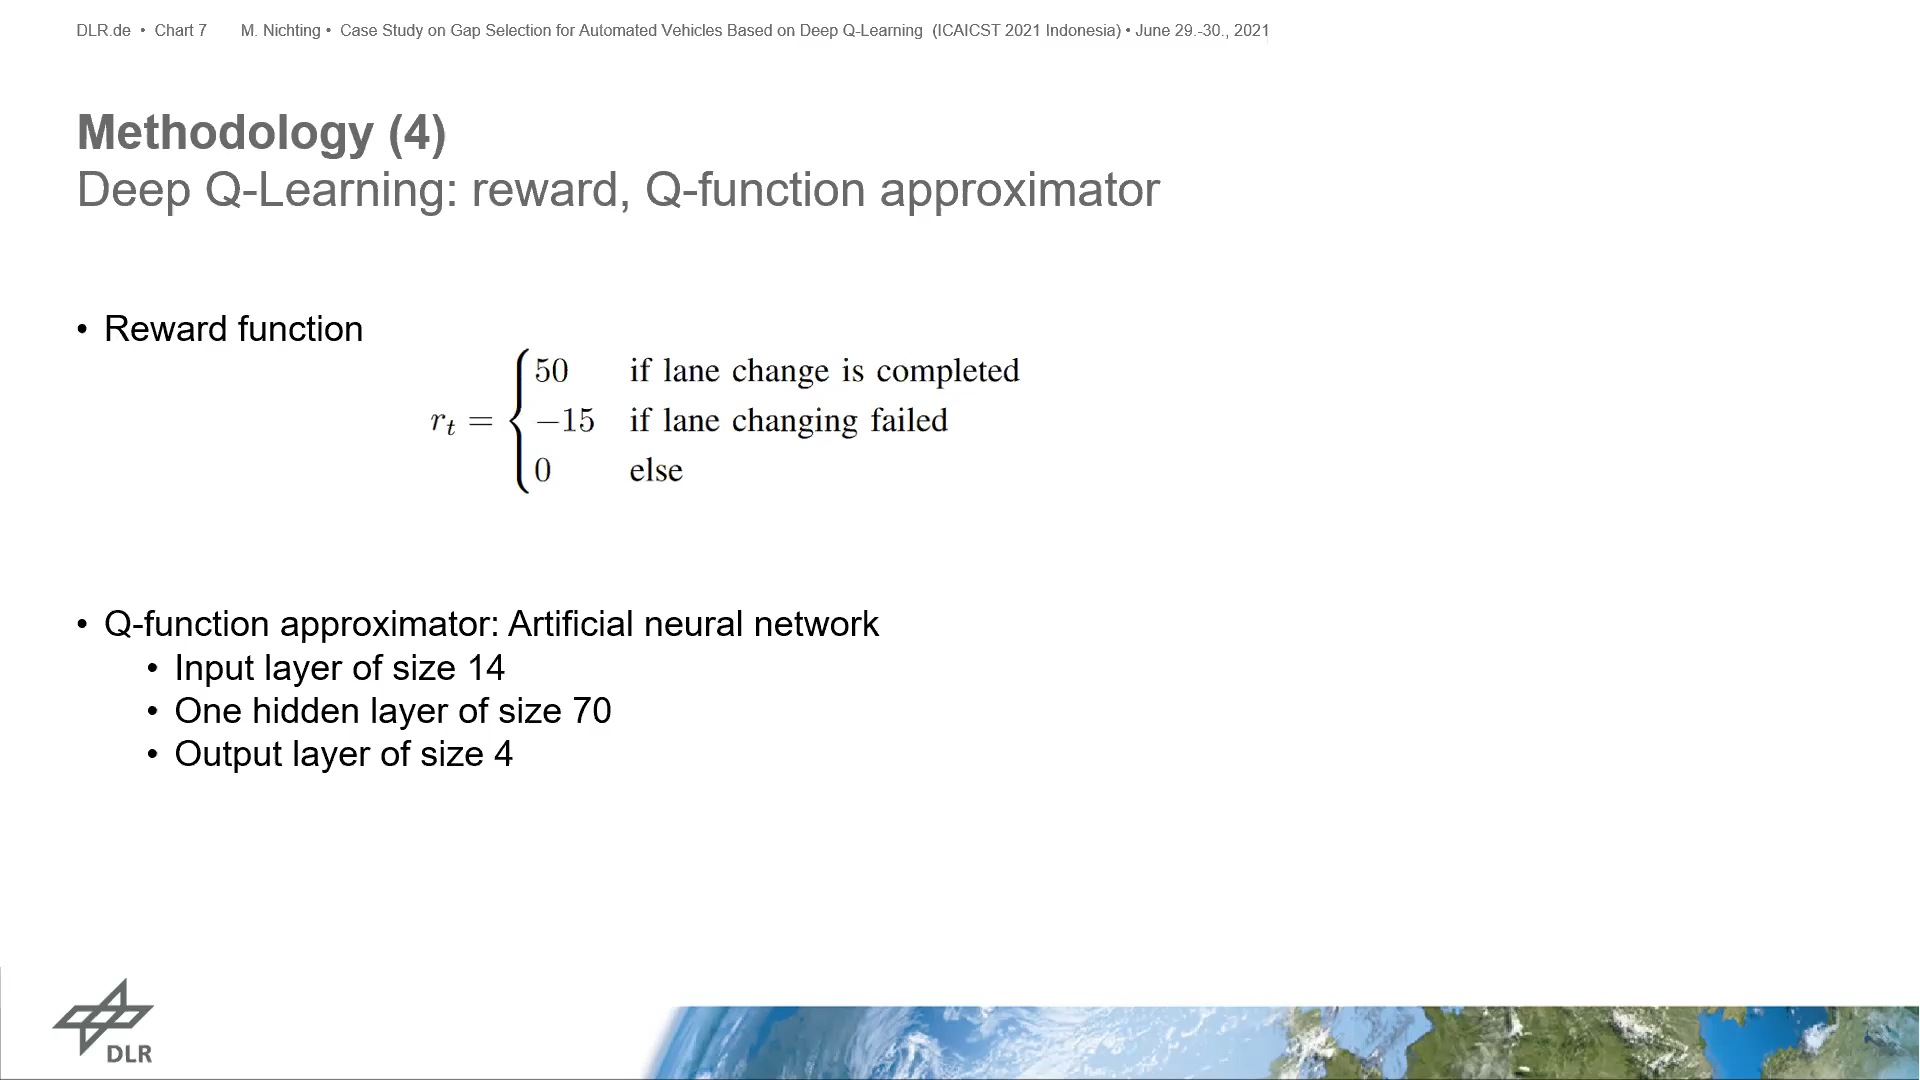 DLR.de • Chart 7 M. Nichting • Case Study on Gap Selection for Automated Vehicles Based on Deep Q-Learning (ICAICST 2021 Indonesia) • June 29.-30., 2021
Methodology (4)
Deep Q-Learning: reward, Q-function approximator
• Reward function
r_t = { 50 if lane change is completed
−15 if lane changing failed
0 else
• Q-function approximator: Artificial neural network
• Input layer of size 14
• One hidden layer of size 70
• Output layer of size 4
DLR